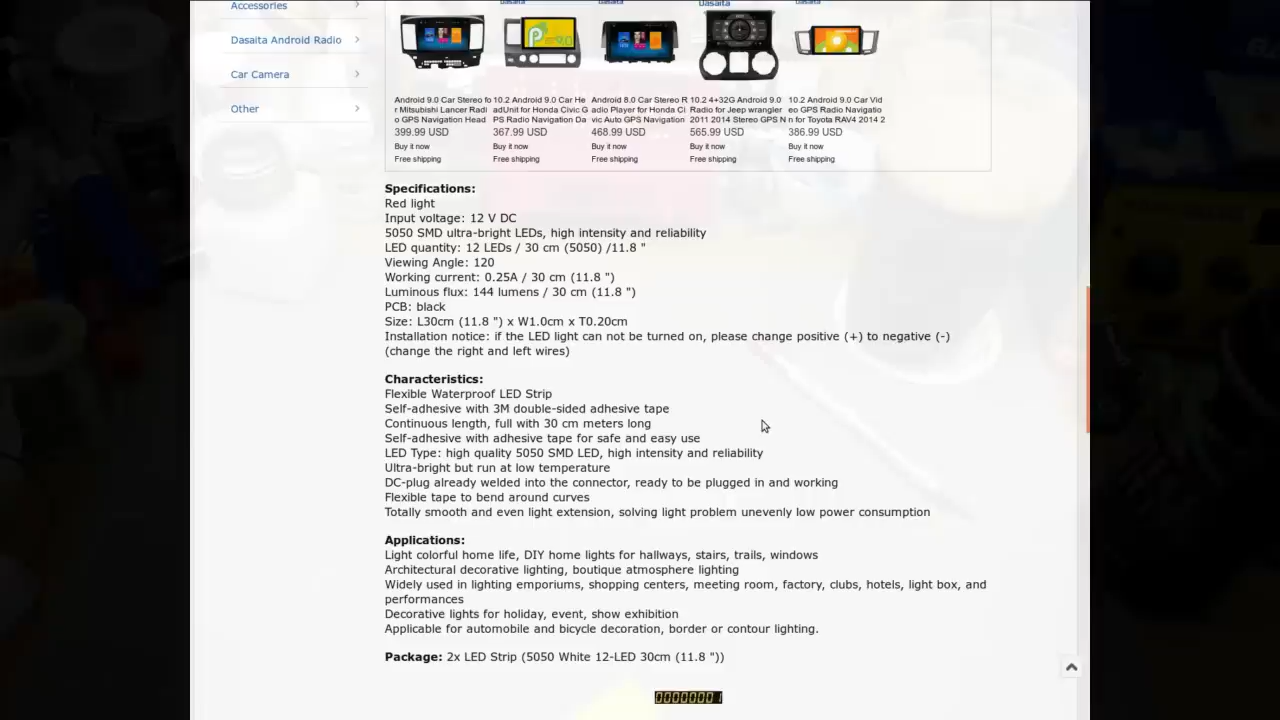 Accessories
Dasaita Android Radio
Car Camera
Other
Dasaita
Dasaita
Dasaita
Dasaita
Android 9.0 Car Stereo fo
r Mitsubishi Lancer Radi
o GPS Navigation Head
399.99 USD
Buy it now
Free shipping
10.2 Android 9.0 Car He
adUnit for Honda Civic G
PS Radio Navigation Da
367.99 USD
Buy it now
Free shipping
Android 8.0 Car Stereo R
adio Player for Honda Ci
vic Auto GPS Navigation
468.99 USD
Buy it now
Free shipping
10.2 4+32G Android 9.0
Radio for Jeep wrangler
2011 2014 Stereo GPS N
565.99 USD
Buy it now
Free shipping
10.2 Android 9.0 Car Vid
eo GPS Radio Navigatio
n for Toyota RAV4 2014 2
386.99 USD
Buy it now
Free shipping
Specifications:
Red light
Input voltage: 12 V DC
5050 SMD ultra-bright LEDs, high intensity and reliability
LED quantity: 12 LEDs / 30 cm (5050) /11.8 "
Viewing Angle: 120
Working current: 0.25A / 30 cm (11.8 ")
Luminous flux: 144 lumens / 30 cm (11.8 ")
PCB: black
Size: L30cm (11.8 ") x W1.0cm x T0.20cm
Installation notice: if the LED light can not be turned on, please change positive (+) to negative (-)
(change the right and left wires)
Characteristics:
Flexible Waterproof LED Strip
Self-adhesive with 3M double-sided adhesive tape
Continuous length, full with 30 cm meters long
Self-adhesive with adhesive tape for safe and easy use
LED Type: high quality 5050 SMD LED, high intensity and reliability
Ultra-bright but run at low temperature
DC-plug already welded into the connector, ready to be plugged in and working
Flexible tape to bend around curves
Totally smooth and even light extension, solving light problem unevenly low power consumption
Applications:
Light colorful home life, DIY home lights for hallways, stairs, trails, windows
Architectural decorative lighting, boutique atmosphere lighting
Widely used in lighting emporiums, shopping centers, meeting room, factory, clubs, hotels, light box, and
performances
Decorative lights for holiday, event, show exhibition
Applicable for automobile and bicycle decoration, border or contour lighting.
Package: 2x LED Strip (5050 White 12-LED 30cm (11.8 "))
00000001